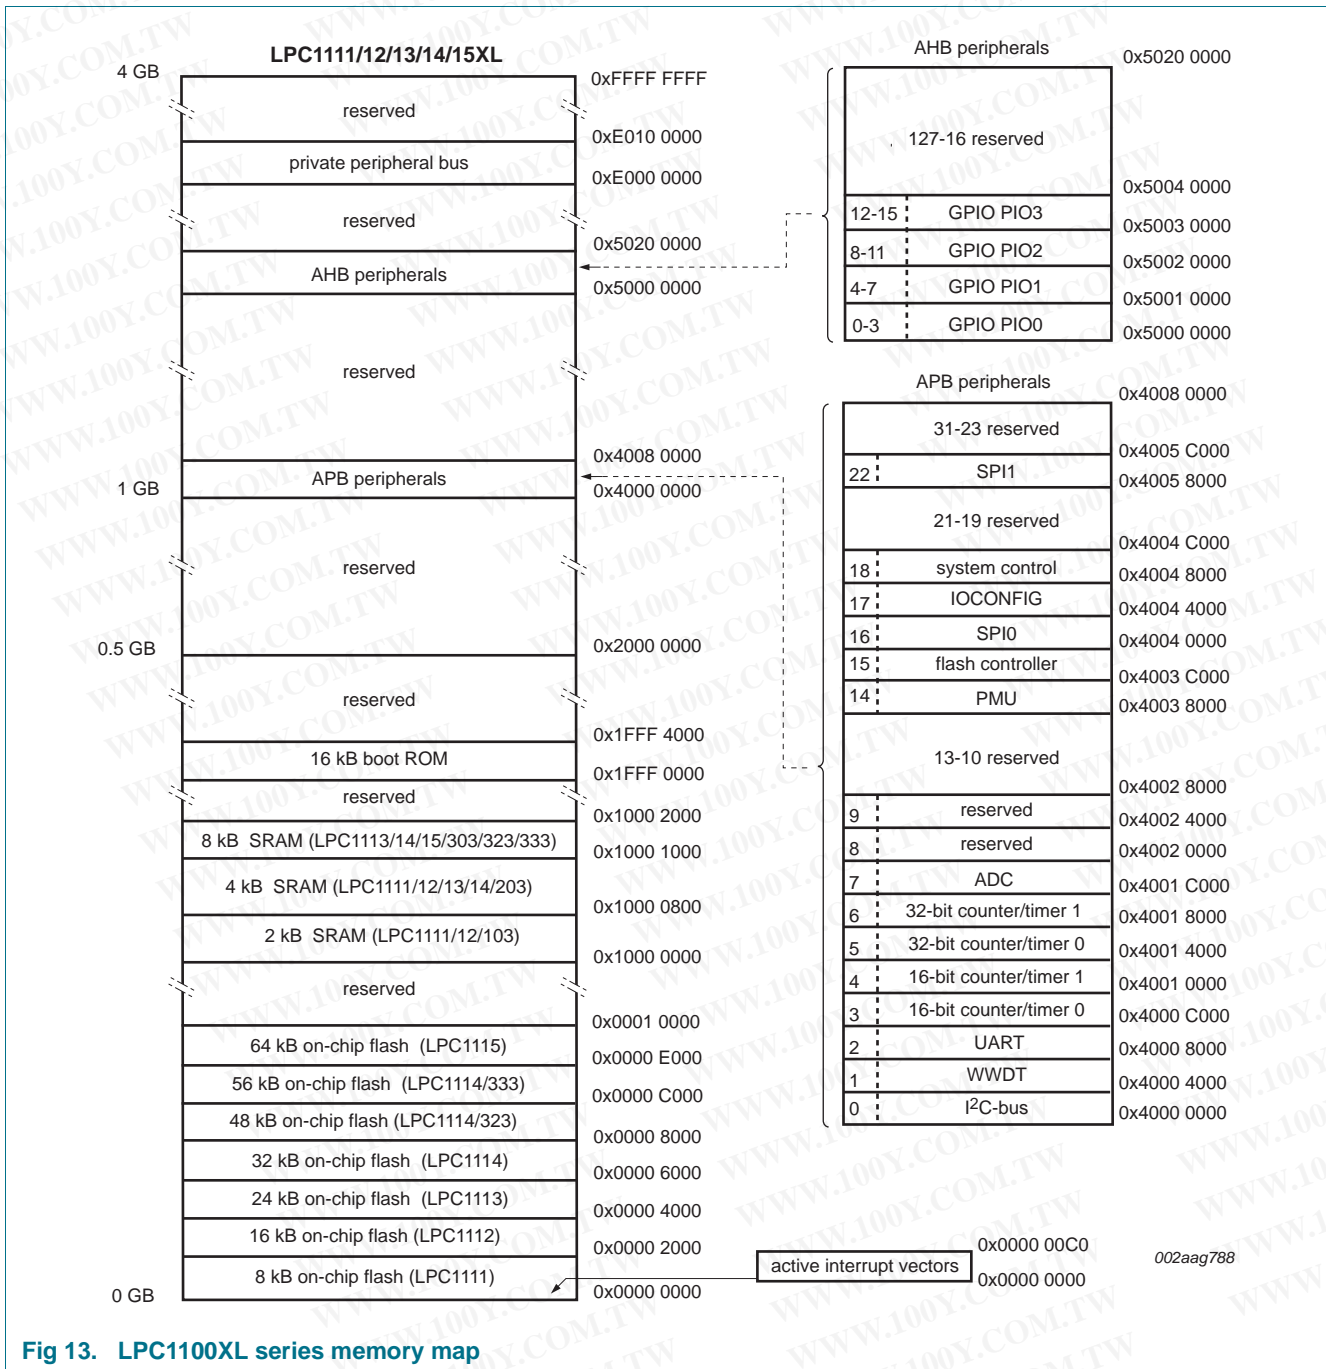 LPC1111/12/13/14/15XL
4 GB
0xFFFF FFFF
reserved
0xE010 0000
private peripheral bus
0xE000 0000
reserved
0x5020 0000
AHB peripherals
0x5000 0000
reserved
0x4008 0000
APB peripherals
1 GB
0x4000 0000
reserved
0.5 GB
0x2000 0000
reserved
0x1FFF 4000
16 kB boot ROM
0x1FFF 0000
reserved
0x1000 2000
8 kB SRAM (LPC1113/14/15/303/323/333)
0x1000 1000
4 kB SRAM (LPC1111/12/13/14/203)
0x1000 0800
2 kB SRAM (LPC1111/12/103)
0x1000 0000
reserved
0x0001 0000
64 kB on-chip flash (LPC1115)
0x0000 E000
56 kB on-chip flash (LPC1114/333)
0x0000 C000
48 kB on-chip flash (LPC1114/323)
0x0000 8000
32 kB on-chip flash (LPC1114)
0x0000 6000
24 kB on-chip flash (LPC1113)
0x0000 4000
16 kB on-chip flash (LPC1112)
0x0000 2000
8 kB on-chip flash (LPC1111)
0 GB
0x0000 0000
AHB peripherals
0x5020 0000
127-16 reserved
0x5004 0000
12-15 GPIO PIO3
0x5003 0000
8-11 GPIO PIO2
0x5002 0000
4-7 GPIO PIO1
0x5001 0000
0-3 GPIO PIO0
0x5000 0000
APB peripherals
0x4008 0000
31-23 reserved
0x4005 C000
22 SPI1
0x4005 8000
21-19 reserved
0x4004 C000
18 system control
0x4004 8000
17 IOCONFIG
0x4004 4000
16 SPI0
0x4004 0000
15 flash controller
0x4003 C000
14 PMU
0x4003 8000
13-10 reserved
0x4002 8000
9 reserved
0x4002 4000
8 reserved
0x4002 0000
7 ADC
0x4001 C000
6 32-bit counter/timer 1
0x4001 8000
5 32-bit counter/timer 0
0x4001 4000
4 16-bit counter/timer 1
0x4001 0000
3 16-bit counter/timer 0
0x4000 C000
2 UART
0x4000 8000
1 WWDT
0x4000 4000
0 I2C-bus
0x4000 0000
0x0000 00C0
active interrupt vectors
0x0000 0000
002aag788
Fig 13. LPC1100XL series memory map
WWW.100Y.COM.TW